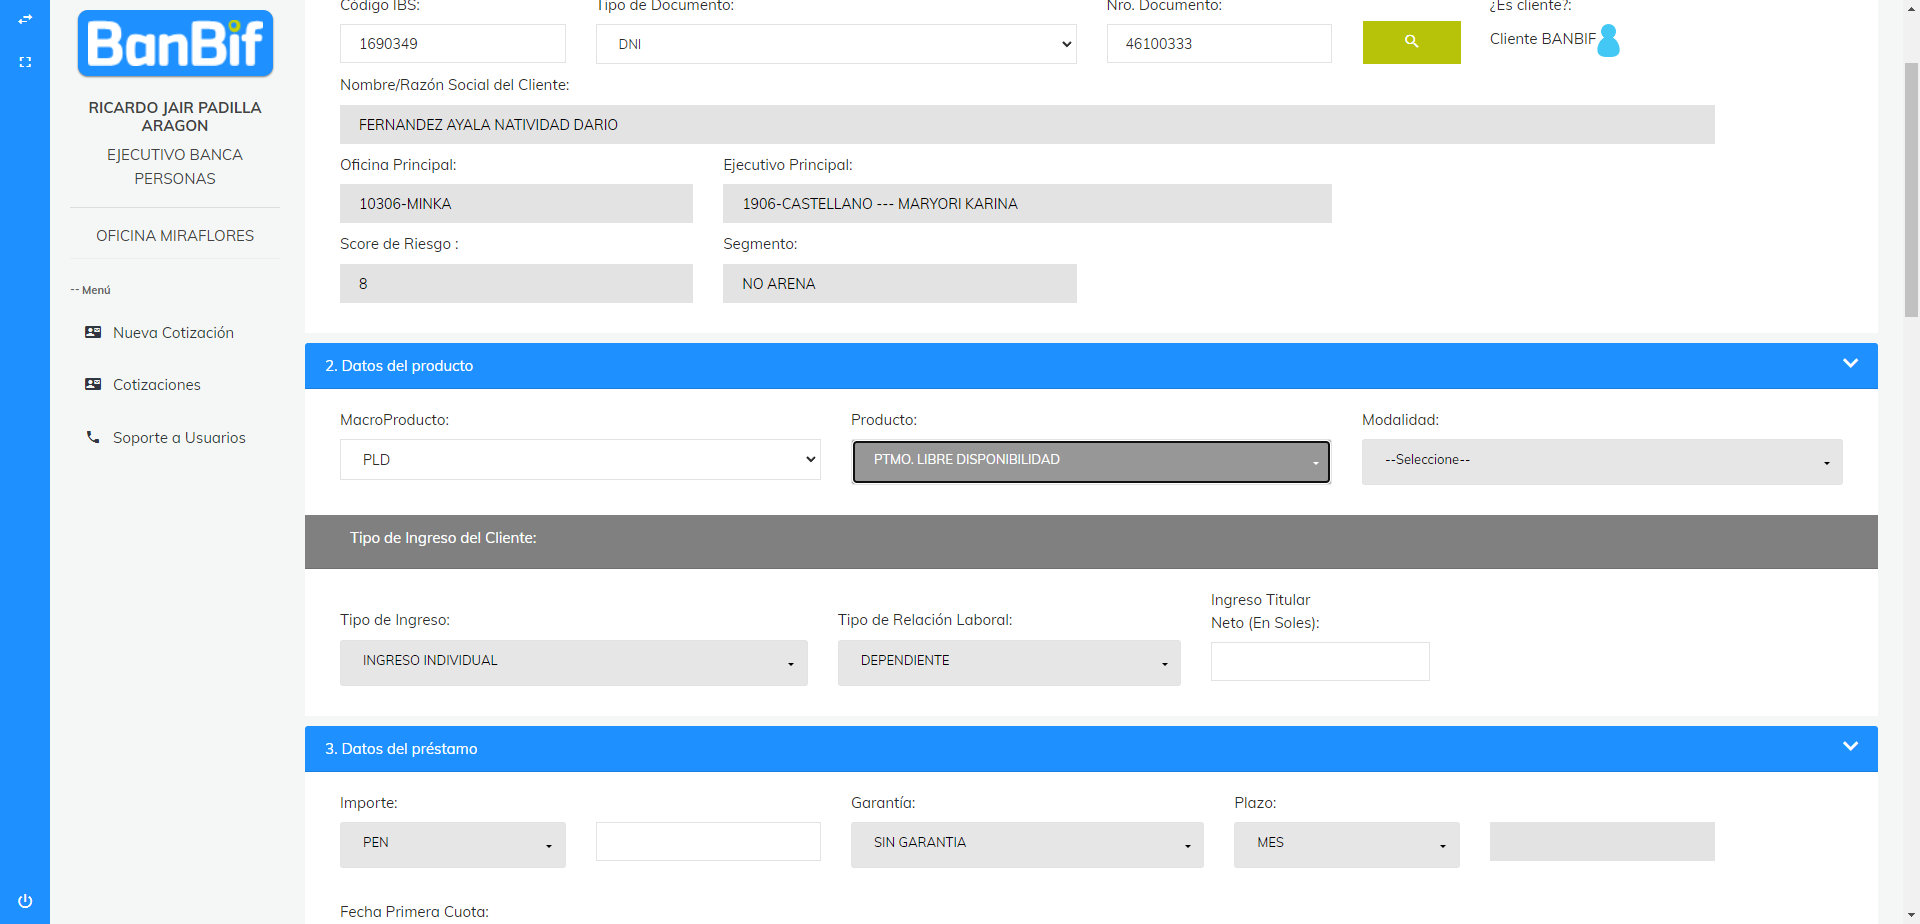 BanBif
RICARDO JAIR PADILLA
ARAGON
EJECUTIVO BANCA
PERSONAS
OFICINA MIRAFLORES
-- Menú
Nueva Cotización
Cotizaciones
Soporte a Usuarios
Código IBS:
Tipo de Documento:
Nro. Documento:
¿Es cliente?:
1690349
DNI
46100333
Cliente BANBIF
Nombre/Razón Social del Cliente:
FERNANDEZ AYALA NATIVIDAD DARIO
Oficina Principal:
Ejecutivo Principal:
10306-MINKA
1906-CASTELLANO --- MARYORI KARINA
Score de Riesgo :
Segmento:
8
NO ARENA
2. Datos del producto
MacroProducto:
Producto:
Modalidad:
PLD
PTMO. LIBRE DISPONIBILIDAD
--Seleccione--
Tipo de Ingreso del Cliente:
Tipo de Ingreso:
Tipo de Relación Laboral:
Ingreso Titular
Neto (En Soles):
INGRESO INDIVIDUAL
DEPENDIENTE
3. Datos del préstamo
Importe:
Garantía:
Plazo:
PEN
SIN GARANTIA
MES
Fecha Primera Cuota: